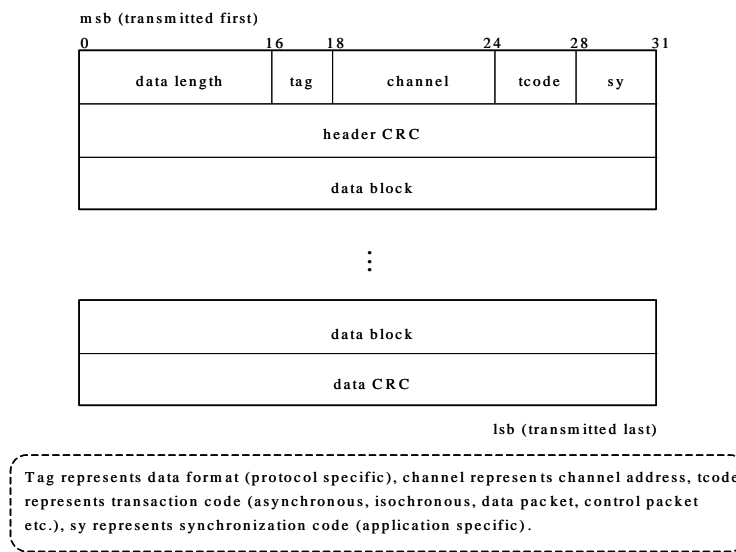 msb (transmitted first)
0 16 18 24 28 31
data length tag channel tcode sy
header CRC
data block
data block
data CRC
lsb (transmitted last)
Tag represents data format (protocol specific), channel represents channel address, tcode
represents transaction code (asynchronous, isochronous, data packet, control packet
etc.), sy represents synchronization code (application specific).